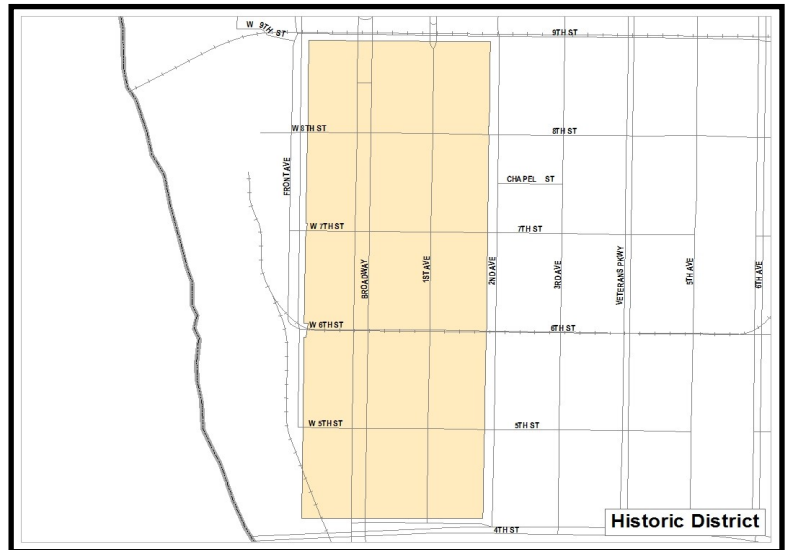 W 9TH ST
9TH ST
W 8TH ST
8TH ST
FRONT AVE
CHAPEL ST
W 7TH ST
7TH ST
BROADWAY
1ST AVE
2ND AVE
3RD AVE
VETERANS PKWY
5TH AVE
6TH AVE
W 6TH ST
6TH ST
W 5TH ST
5TH ST
4TH ST
Historic District